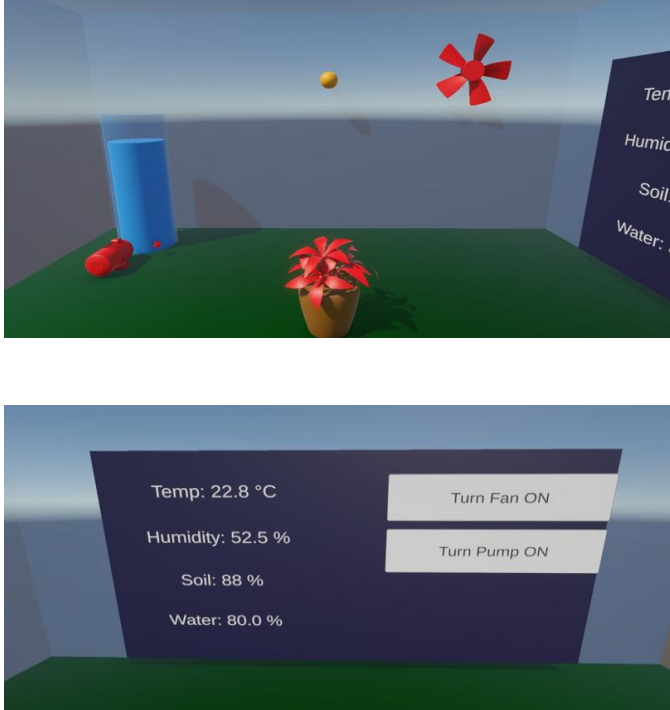 Tem
Humid
Soil:
Water:
Temp: 22.8 °C
Humidity: 52.5 %
Soil: 88 %
Water: 80.0 %
Turn Fan ON
Turn Pump ON